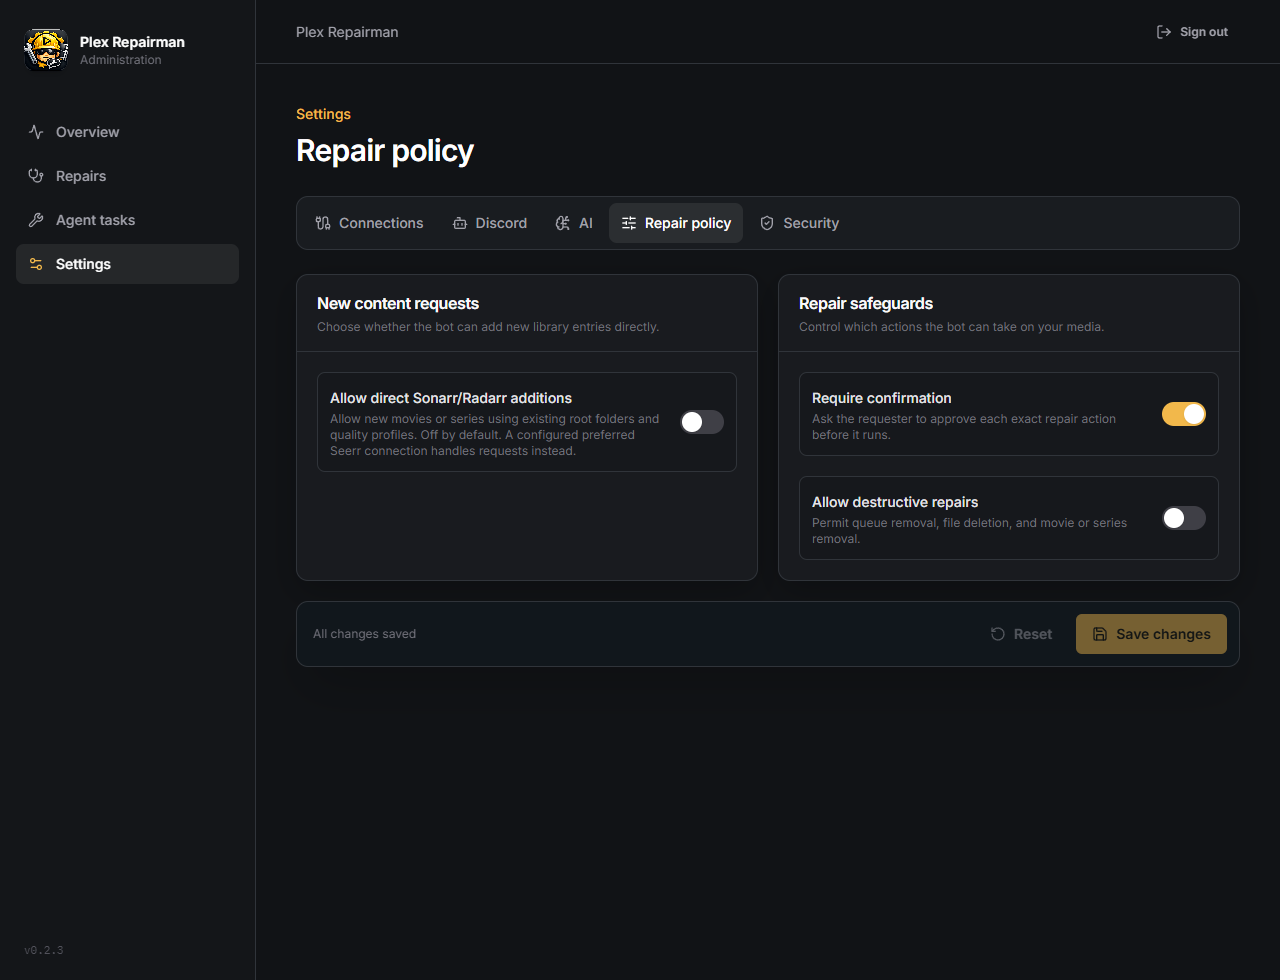 Plex Repairman
Administration
Overview
Repairs
Agent tasks
Settings
v0.2.3
Plex Repairman
Sign out
Settings
Repair policy
Connections
Discord
AI
Repair policy
Security
New content requests
Choose whether the bot can add new library entries directly.
Allow direct Sonarr/Radarr additions
Allow new movies or series using existing root folders and
quality profiles. Off by default. A configured preferred
Seerr connection handles requests instead.
Repair safeguards
Control which actions the bot can take on your media.
Require confirmation
Ask the requester to approve each exact repair action
before it runs.
Allow destructive repairs
Permit queue removal, file deletion, and movie or series
removal.
All changes saved
Reset
Save changes